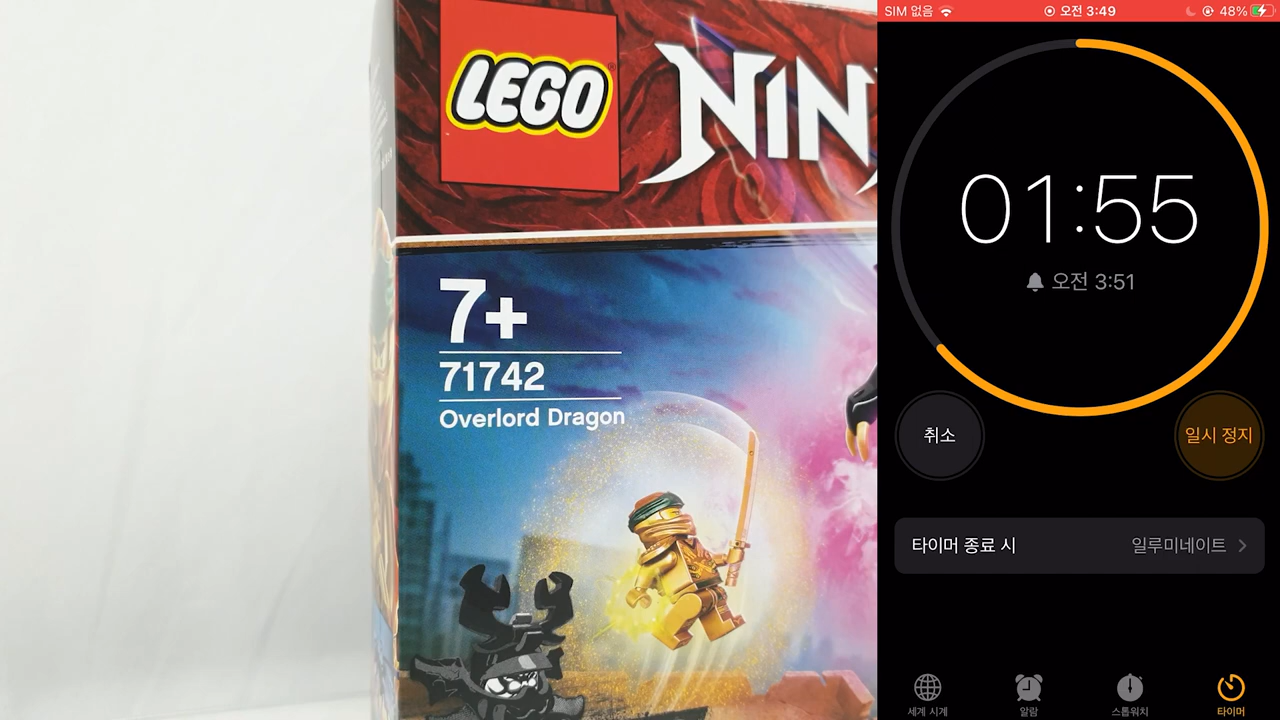 LEGO
NIN
7+
71742
Overlord Dragon
SIM 없음
오전 3:49
48%
01:55
오전 3:51
취소
일시 정지
타이머 종료 시
일루미네이트
세계 시계
알람
스톱워치
타이머